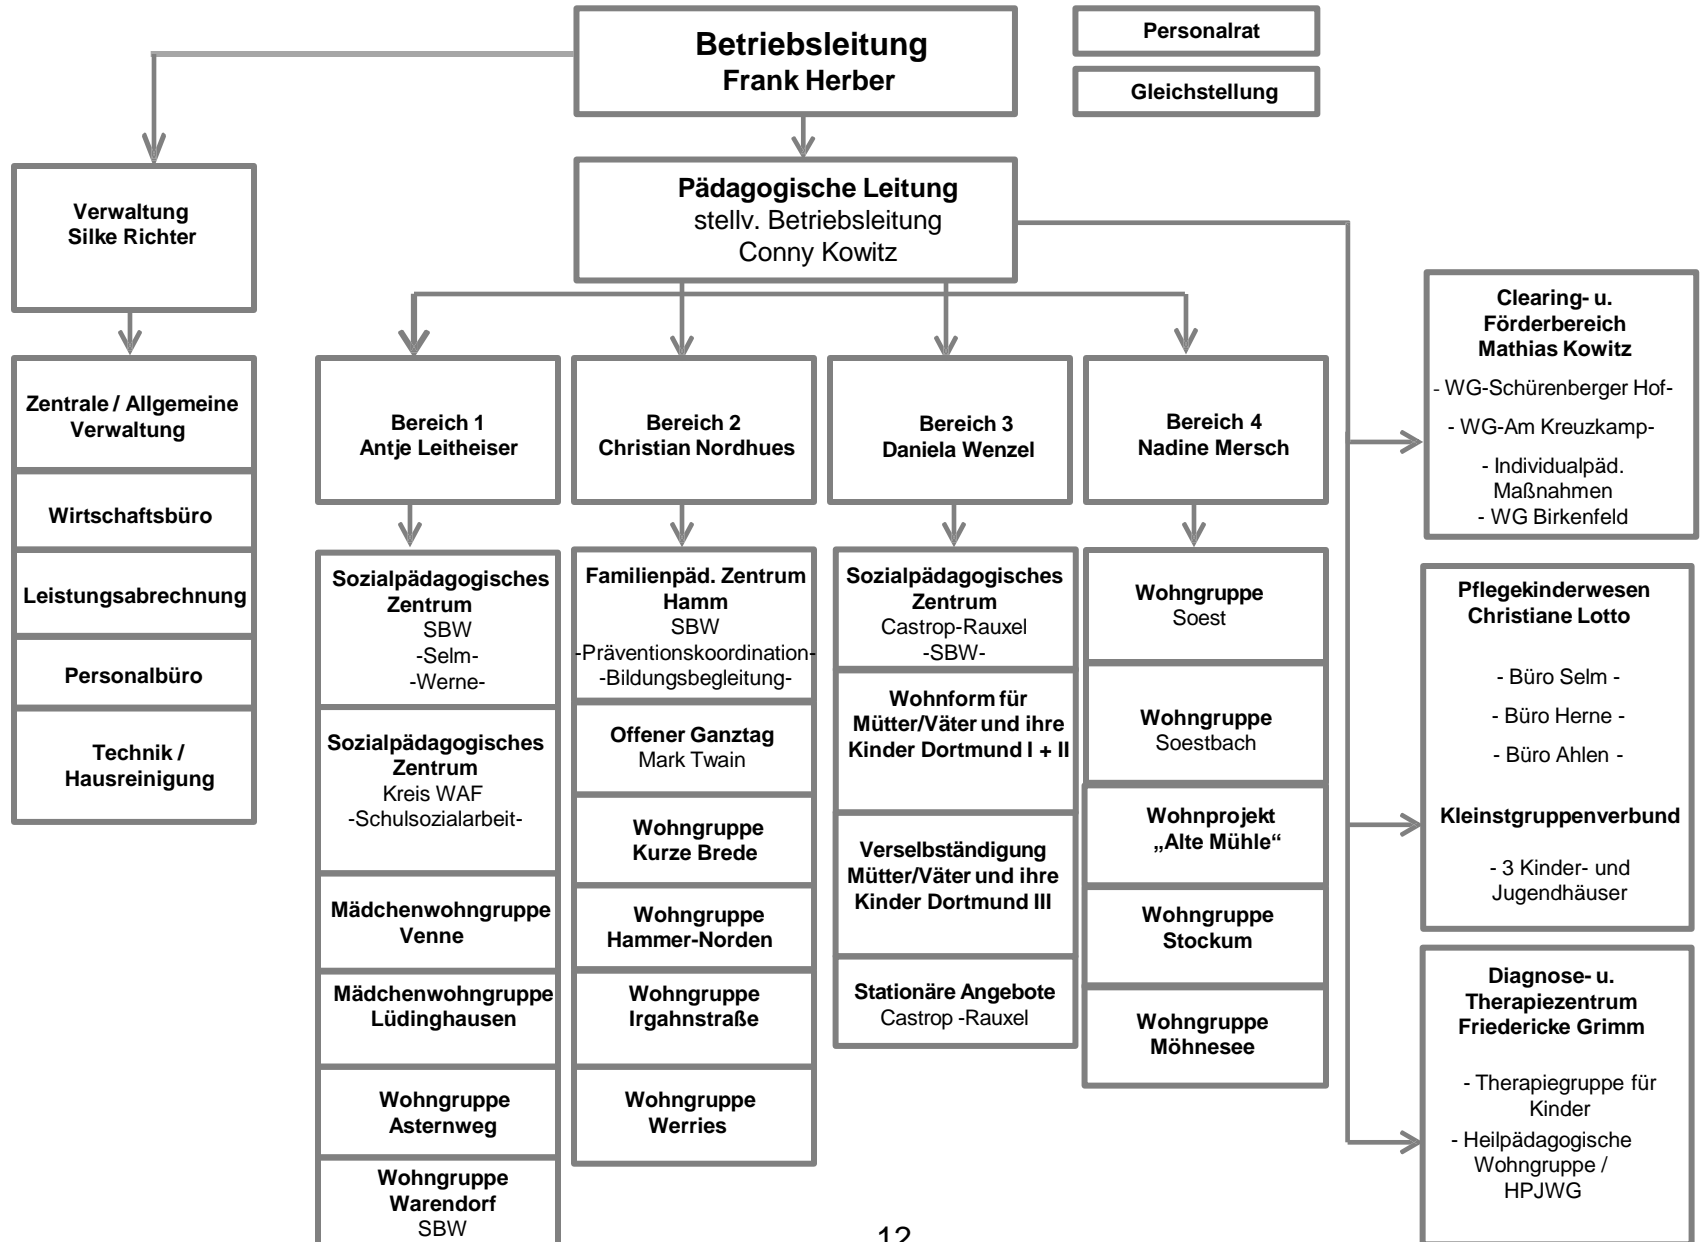 Betriebsleitung
Frank Herber
Personalrat
Gleichstellung
Verwaltung
Silke Richter
Pädagogische Leitung
stellv. Betriebsleitung
Conny Kowitz
Zentrale / Allgemeine
Verwaltung
Wirtschaftsbüro
Leistungsabrechnung
Personalbüro
Technik /
Hausreinigung
Bereich 1
Antje Leitheiser
Sozialpädagogisches
Zentrum
SBW
-Selm-
-Werne-
Sozialpädagogisches
Zentrum
Kreis WAF
-Schulsozialarbeit-
Mädchenwohngruppe
Venne
Mädchenwohngruppe
Lüdinghausen
Wohngruppe
Asternweg
Wohngruppe
Warendorf
SBW
Bereich 2
Christian Nordhues
Familienpäd. Zentrum
Hamm
SBW
-Präventionskoordination-
-Bildungsbegleitung-
Offener Ganztag
Mark Twain
Wohngruppe
Kurze Brede
Wohngruppe
Hammer-Norden
Wohngruppe
Irgahnstraße
Wohngruppe
Werries
Bereich 3
Daniela Wenzel
Sozialpädagogisches
Zentrum
Castrop-Rauxel
-SBW-
Wohnform für
Mütter/Väter und ihre
Kinder Dortmund I + II
Verselbständigung
Mütter/Väter und ihre
Kinder Dortmund III
Stationäre Angebote
Castrop -Rauxel
Bereich 4
Nadine Mersch
Wohngruppe
Soest
Wohngruppe
Soestbach
Wohnprojekt
„Alte Mühle“
Wohngruppe
Stockum
Wohngruppe
Möhnesee
Clearing- u.
Förderbereich
Mathias Kowitz
- WG-Schürenberger Hof-
- WG-Am Kreuzkamp-
- Individualpäd.
Maßnahmen
- WG Birkenfeld
Pflegekinderwesen
Christiane Lotto
- Büro Selm -
- Büro Herne -
- Büro Ahlen -
Kleinstgruppenverbund
- 3 Kinder- und
Jugendhäuser
Diagnose- u.
Therapiezentrum
Friedericke Grimm
- Therapiegruppe für
Kinder
- Heilpädagogische
Wohngruppe /
HPJWG
12